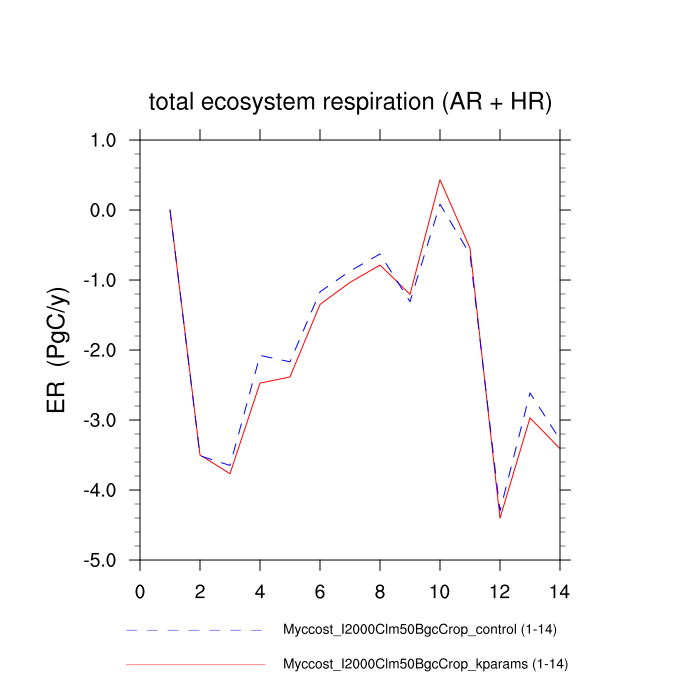 total ecosystem respiration (AR + HR)
1.0
0.0
-1.0
-2.0
-3.0
-4.0
-5.0
ER (PgC/y)
0 2 4 6 8 10 12 14
Myccost_I2000Clm50BgcCrop_control (1-14)
Myccost_I2000Clm50BgcCrop_kparams (1-14)